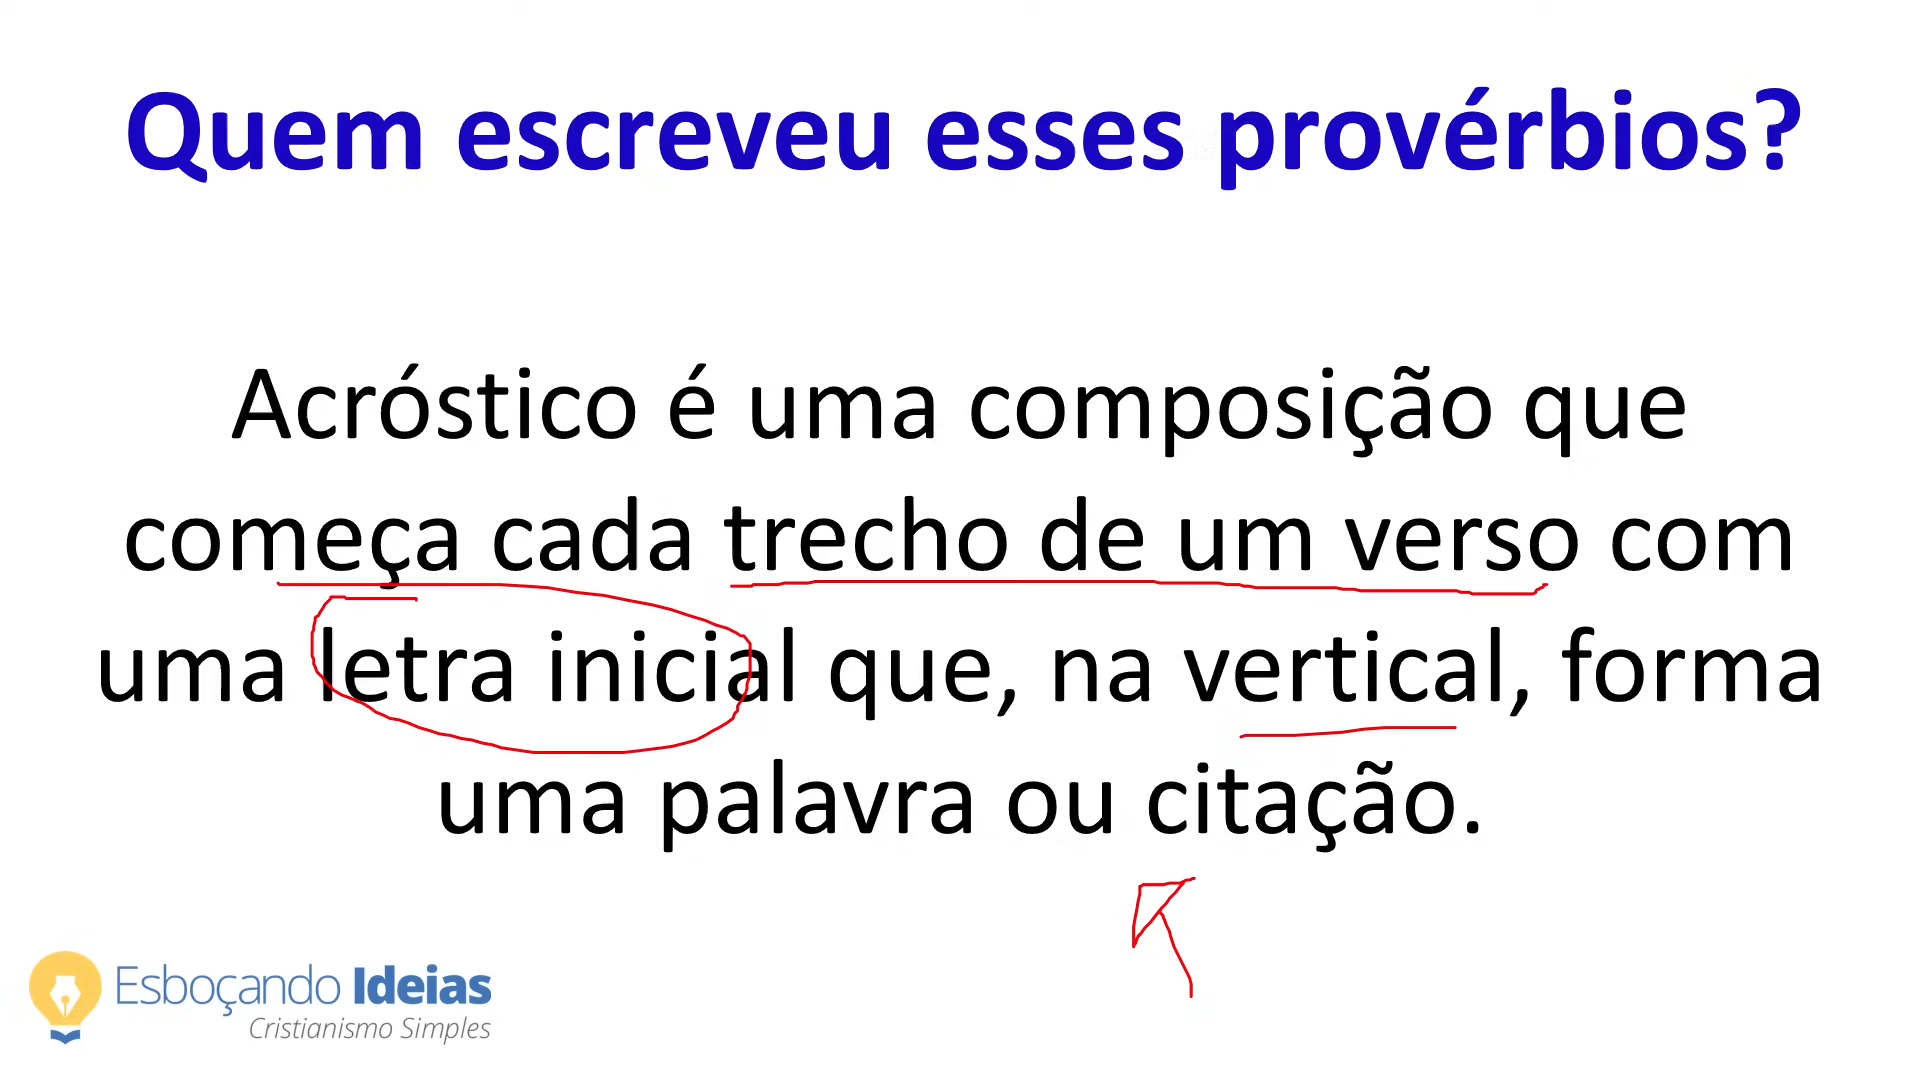 Quem escreveu esses provérbios?
Acróstico é uma composição que
começa cada trecho de um verso com
uma letra inicial que, na vertical, forma
uma palavra ou citação.
Esboçando Ideias
Cristianismo Simples